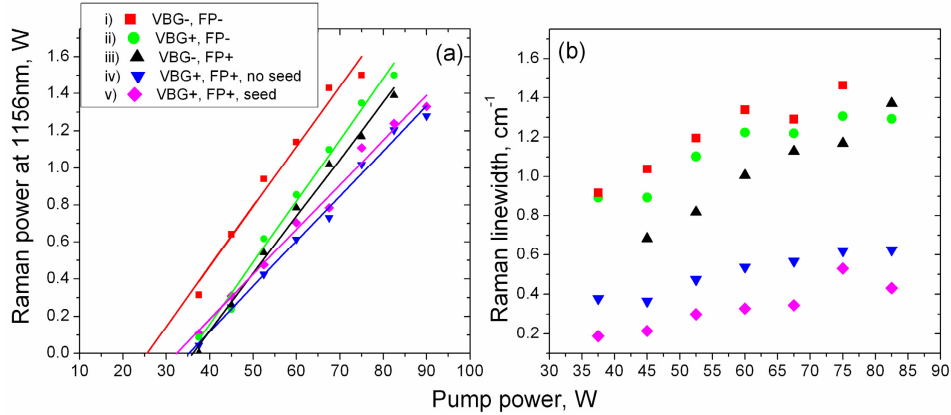 i) VBG-, FP-
ii) VBG+, FP-
iii) VBG-, FP+
iv) VBG+, FP+, no seed
v) VBG+, FP+, seed
(a)
Raman power at 1156nm, W
1.6
1.4
1.2
1.0
0.8
0.6
0.4
0.2
0.0
10 20 30 40 50 60 70 80 90 100
(b)
Raman linewidth, cm⁻¹
1.6
1.4
1.2
1.0
0.8
0.6
0.4
0.2
30 35 40 45 50 55 60 65 70 75 80 85 90
Pump power, W